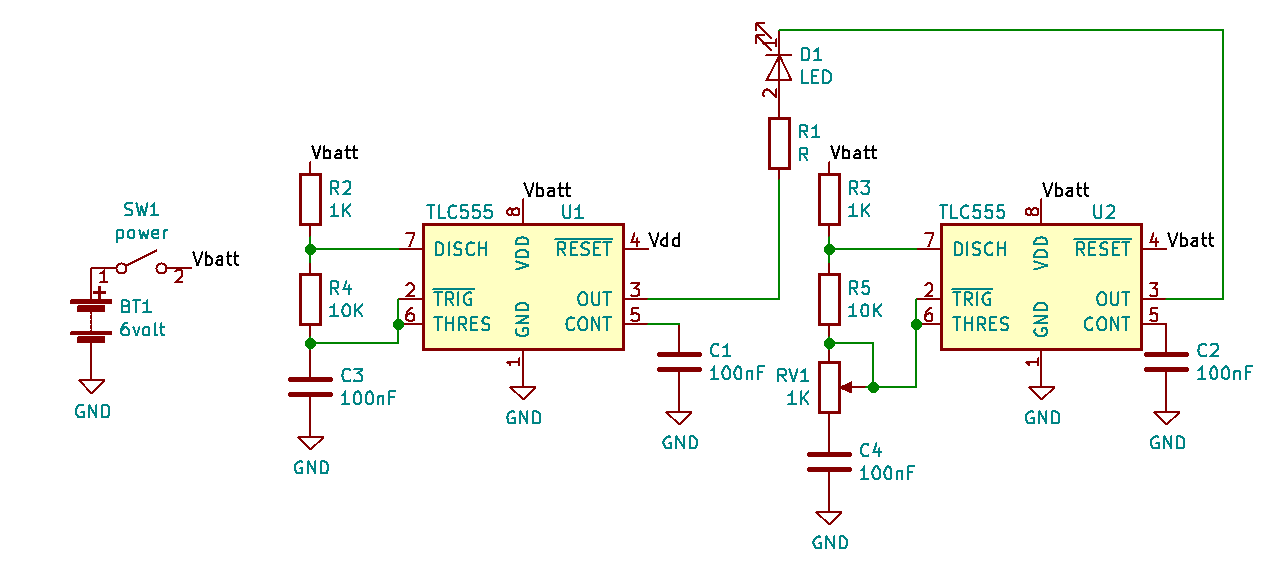 SW1
power
1
2
Vbatt
+
BT1
6volt
GND
Vbatt
R2
1K
R4
10K
C3
100nF
GND
TLC555
U1
Vbatt
8
VDD
7
DISCH
2
TRIG
6
THRES
RESET
4
Vdd
OUT
3
CONT
5
GND
1
GND
C1
100nF
GND
1
D1
LED
2
R1
R
Vbatt
R3
1K
R5
10K
RV1
1K
C4
100nF
GND
TLC555
U2
Vbatt
8
VDD
7
DISCH
2
TRIG
6
THRES
RESET
4
Vbatt
OUT
3
CONT
5
GND
1
GND
C2
100nF
GND